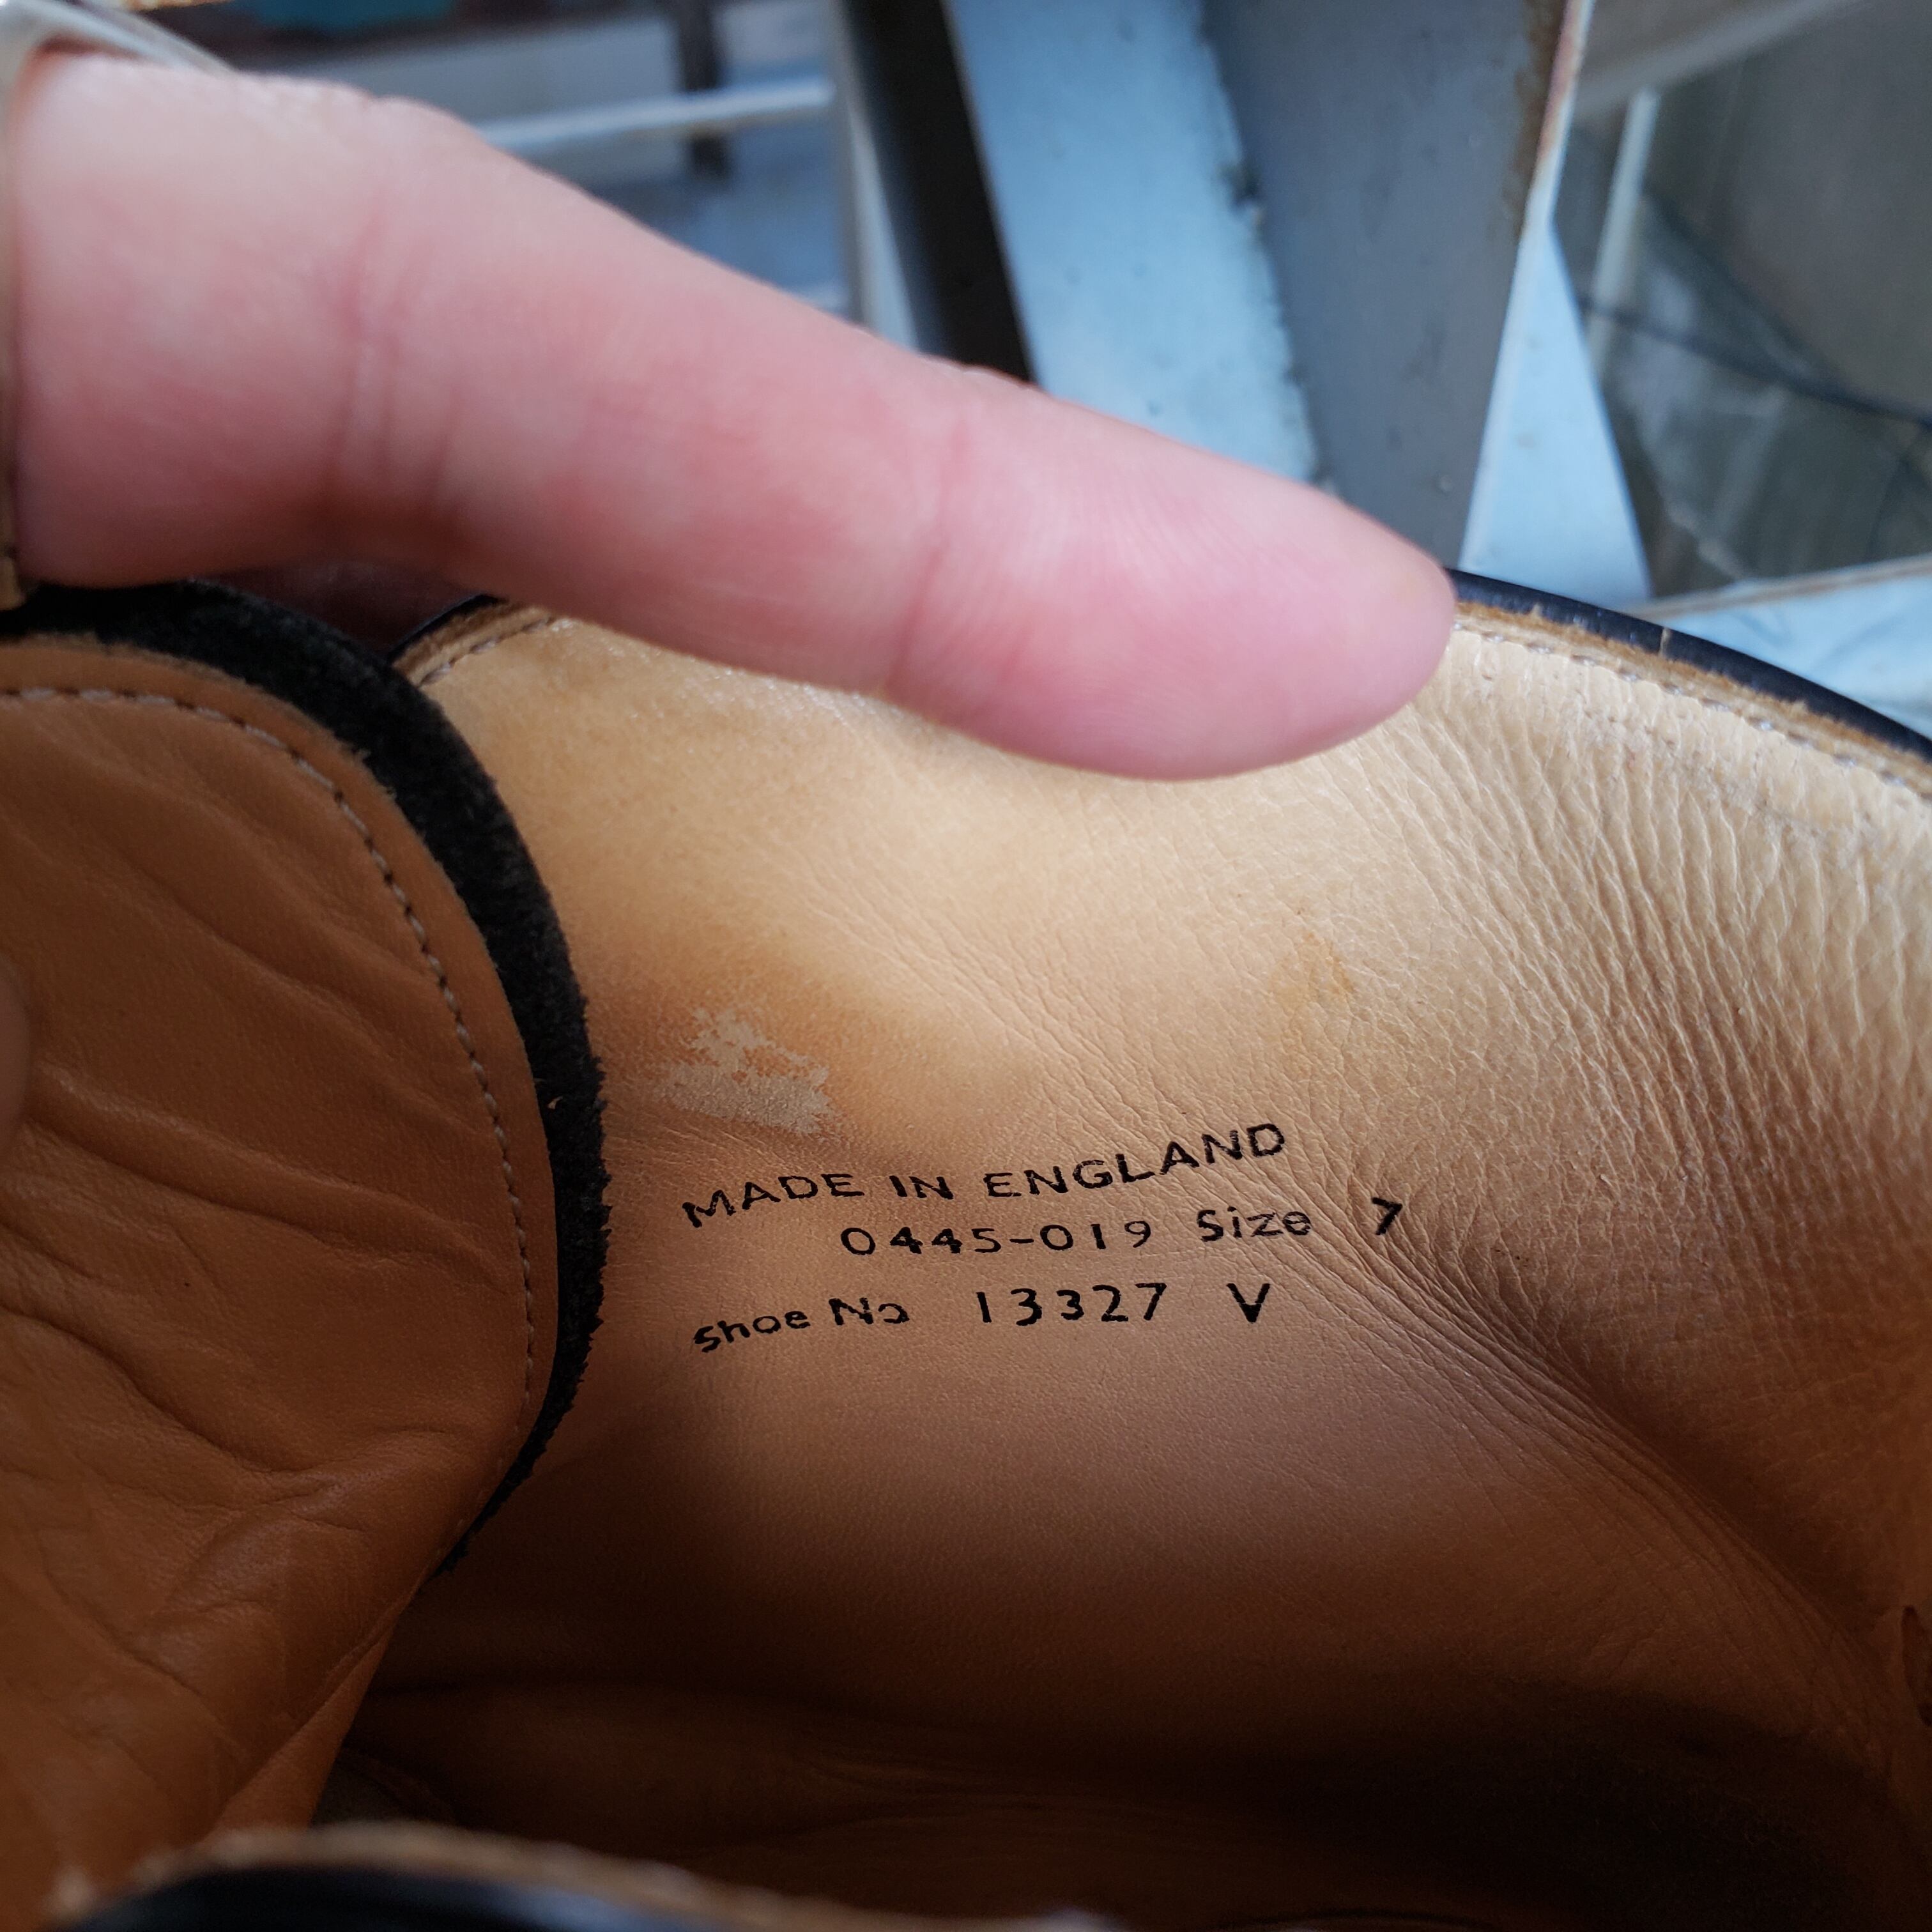 MADE IN ENGLAND
0445-019 Size 7
Shoe No 13327 V